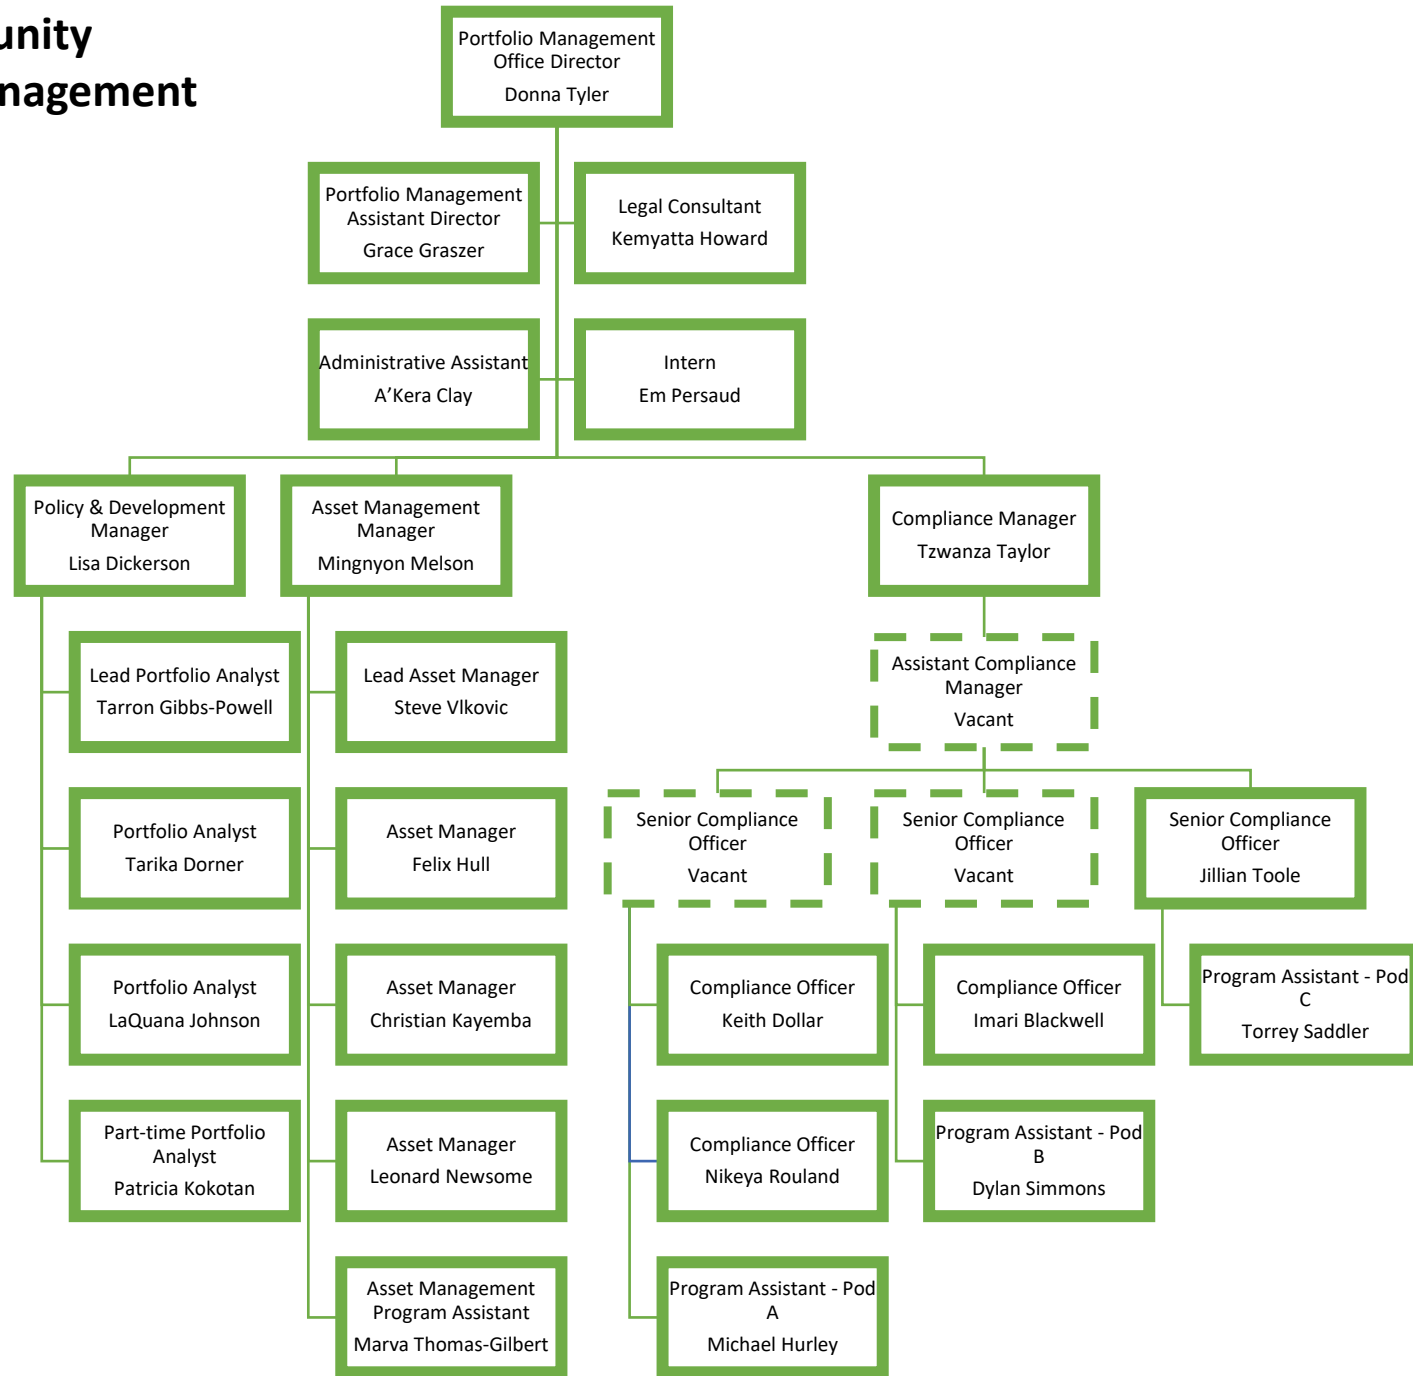 unity
nagement
Portfolio Management
Office Director
Donna Tyler
Portfolio Management
Assistant Director
Grace Graszer
Legal Consultant
Kemyatta Howard
Administrative Assistant
A’Kera Clay
Intern
Em Persaud
Policy & Development
Manager
Lisa Dickerson
Asset Management
Manager
Mingnyon Melson
Compliance Manager
Tzwanza Taylor
Lead Portfolio Analyst
Tarron Gibbs-Powell
Lead Asset Manager
Steve Vlkovic
Assistant Compliance
Manager
Vacant
Portfolio Analyst
Tarika Dorner
Asset Manager
Felix Hull
Senior Compliance
Officer
Vacant
Senior Compliance
Officer
Vacant
Senior Compliance
Officer
Jillian Toole
Portfolio Analyst
LaQuana Johnson
Asset Manager
Christian Kayemba
Compliance Officer
Keith Dollar
Compliance Officer
Imari Blackwell
Program Assistant - Pod
C
Torrey Saddler
Part-time Portfolio
Analyst
Patricia Kokotan
Asset Manager
Leonard Newsome
Compliance Officer
Nikeya Rouland
Program Assistant - Pod
B
Dylan Simmons
Asset Management
Program Assistant
Marva Thomas-Gilbert
Program Assistant - Pod
A
Michael Hurley